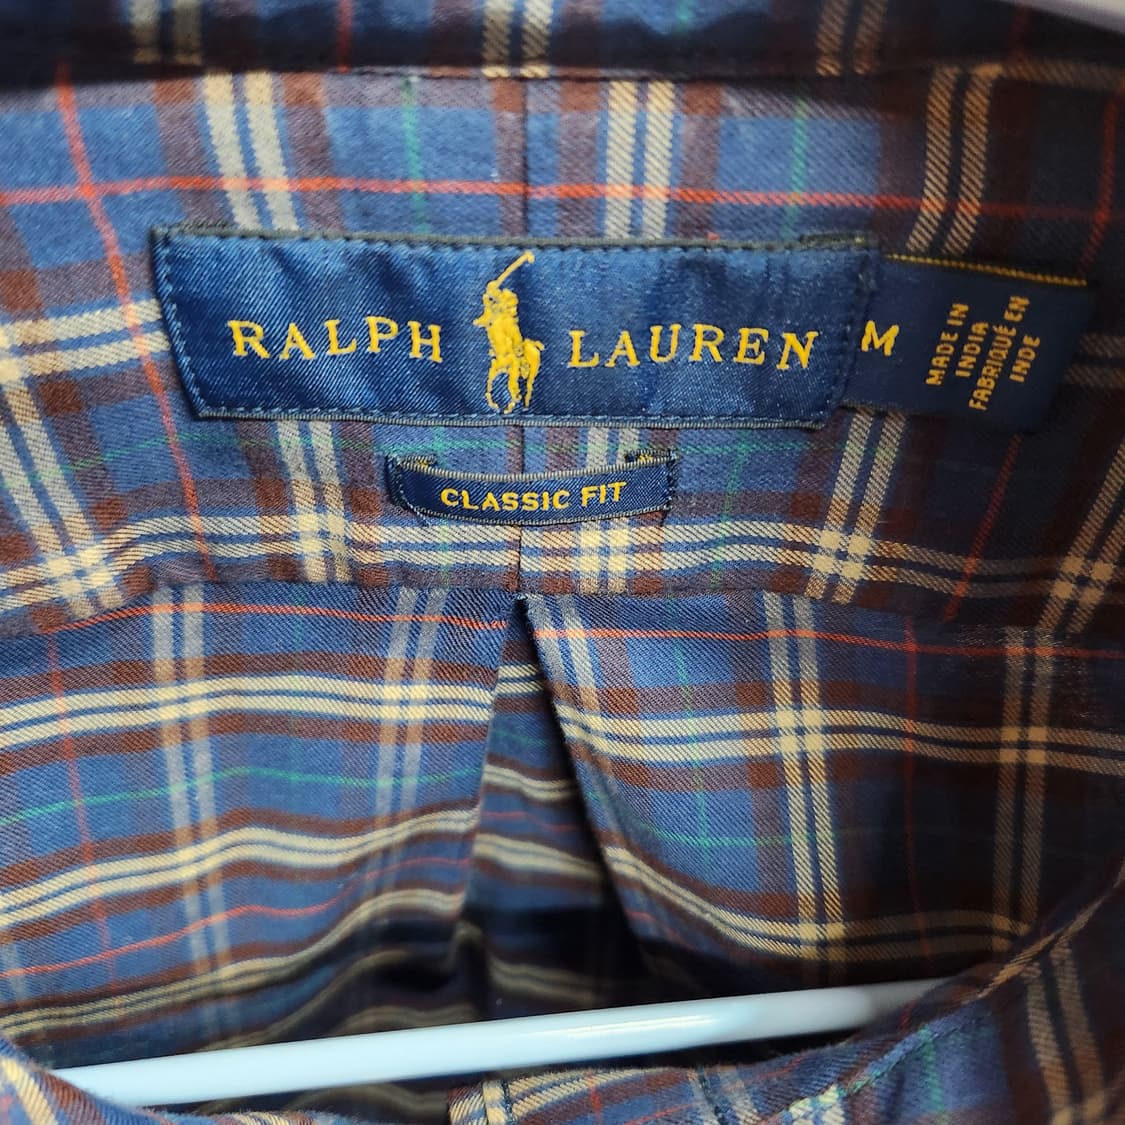 RALPH LAUREN
M
MADE IN
INDIA
FABRIQUÉ EN
INDE
CLASSIC FIT